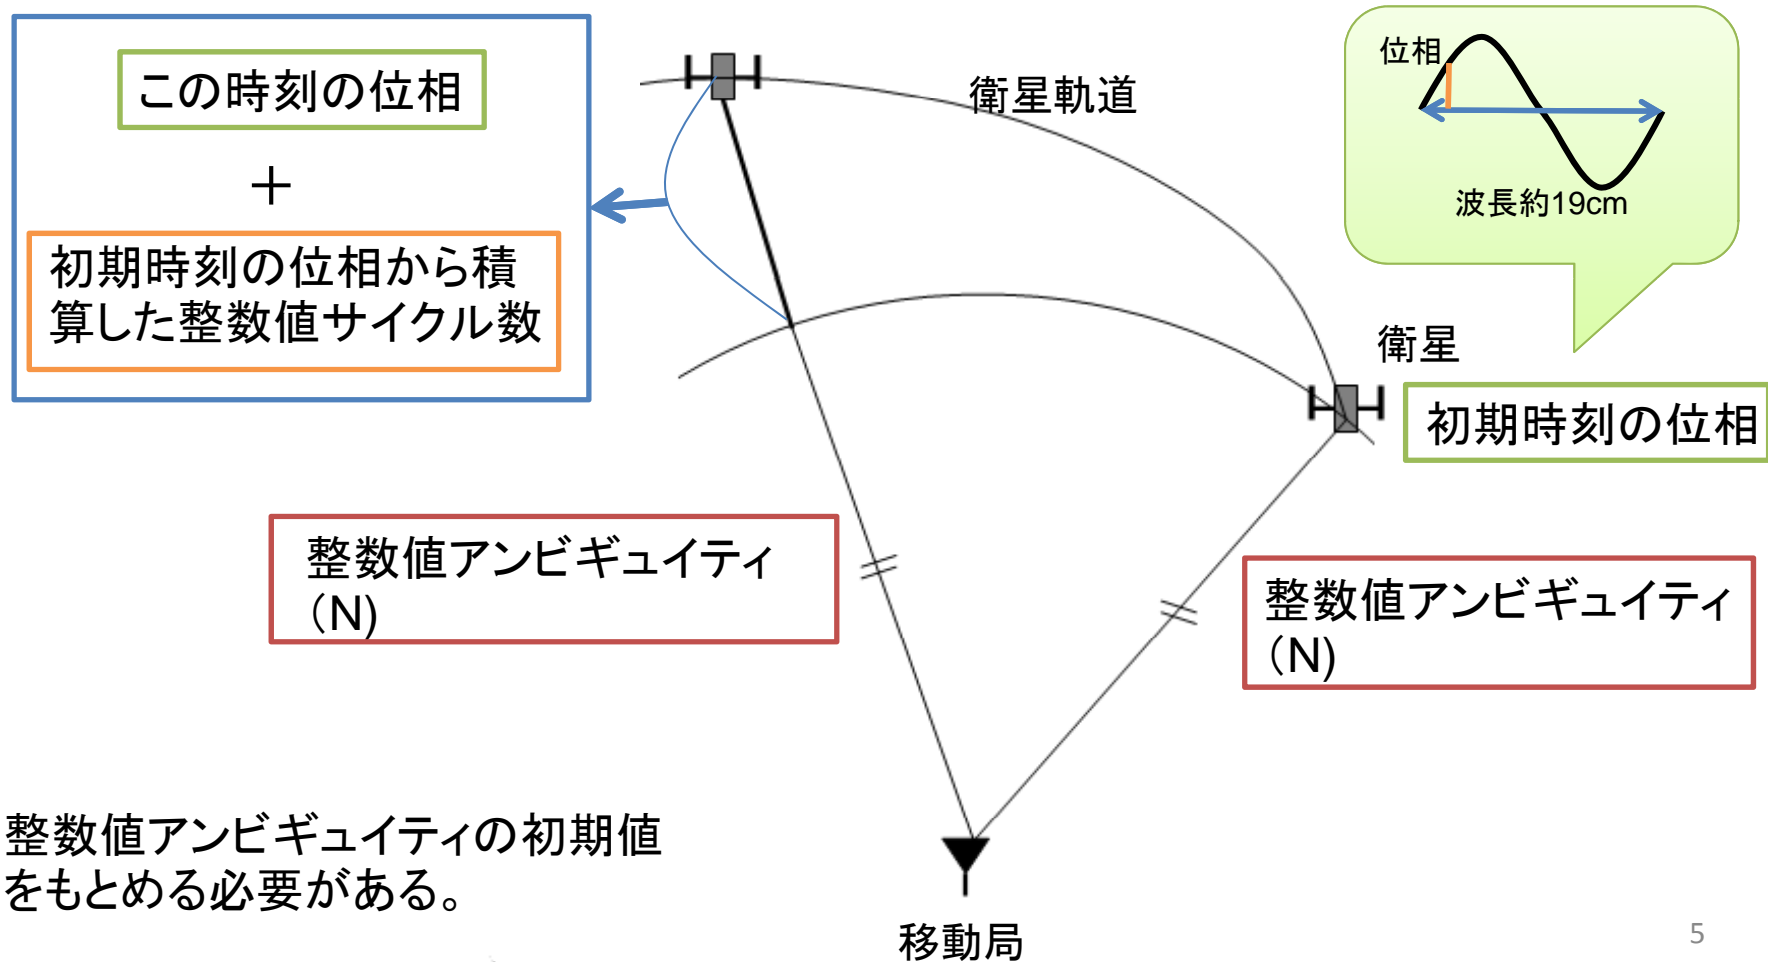 この時刻の位相
＋
初期時刻の位相から積
算した整数値サイクル数
衛星軌道
位相
波長約19cm
衛星
初期時刻の位相
整数値アンビギュイティ
（N)
整数値アンビギュイティ
（N)
整数値アンビギュイティの初期値
をもとめる必要がある。
移動局
5